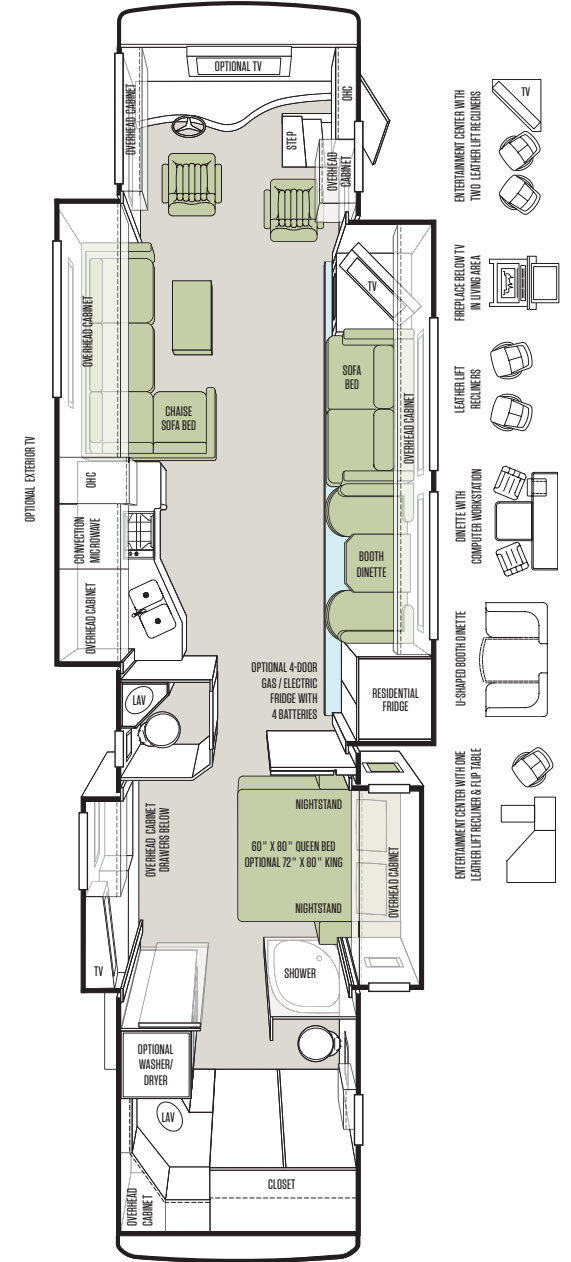 OPTIONAL TV
OVERHEAD CABINET
OHC
STEP
OVERHEAD
CABINET
OVERHEAD CABINET
TV
CHAISE
SOFA BED
SOFA
BED
OVERHEAD CABINET
OPTIONAL EXTERIOR TV
OHC
CONVECTION
MICROWAVE
OVERHEAD CABINET
BOOTH
DINETTE
OPTIONAL 4-DOOR
GAS / ELECTRIC
FRIDGE WITH
4 BATTERIES
RESIDENTIAL
FRIDGE
LAV
OVERHEAD CABINET
DRAWERS BELOW
NIGHTSTAND
60" X 80" QUEEN BED
OPTIONAL 72" X 80" KING
NIGHTSTAND
OVERHEAD CABINET
TV
SHOWER
OPTIONAL
WASHER/
DRYER
LAV
OVERHEAD
CABINET
CLOSET
ENTERTAINMENT CENTER WITH
TWO LEATHER LIFT RECLINERS
TV
FIREPLACE BELOW TV
IN LIVING AREA
LEATHER LIFT
RECLINERS
DINETTE WITH
COMPUTER WORKSTATION
U-SHAPED BOOTH DINETTE
ENTERTAINMENT CENTER WITH ONE
LEATHER LIFT RECLINER & FLIP TABLE